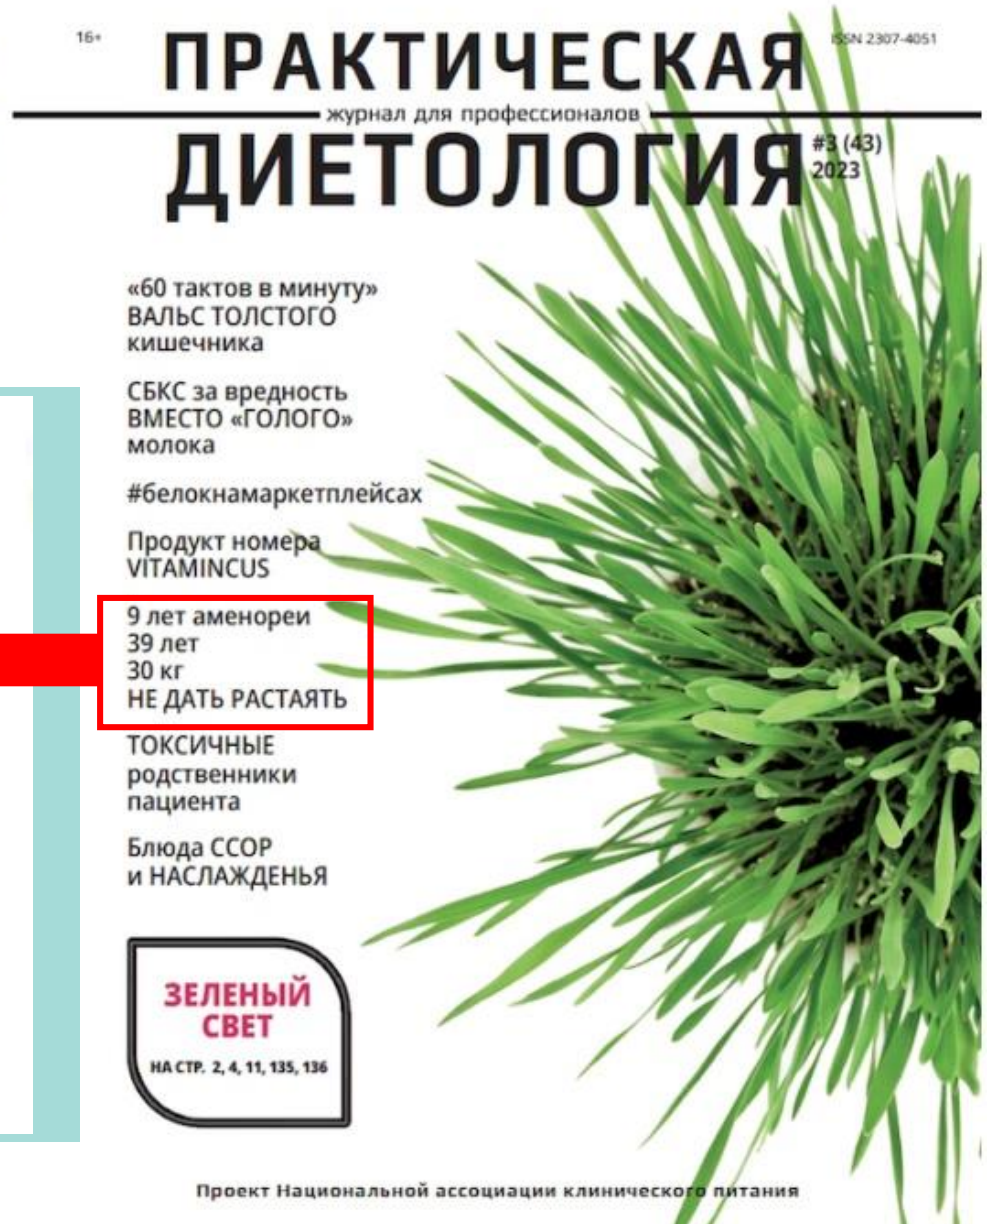 16+
ПРАКТИЧЕСКАЯ
ISSN 2307-4051
журнал для профессионалов
ДИЕТОЛОГИЯ
#3 (43)
2023
«60 тактов в минуту»
ВАЛЬС ТОЛСТОГО
кишечника
СБКС за вредность
ВМЕСТО «ГОЛОГО»
молока
#белокнамаркетплейсах
Продукт номера
VITAMINCUS
9 лет аменореи
39 лет
30 кг
НЕ ДАТЬ РАСТАЯТЬ
ТОКСИЧНЫЕ
родственники
пациента
Блюда ССОР
и НАСЛАЖДЕНЬЯ
ЗЕЛЕНЫЙ
СВЕТ
НА СТР. 2, 4, 11, 135, 136
Проект Национальной ассоциации клинического питания